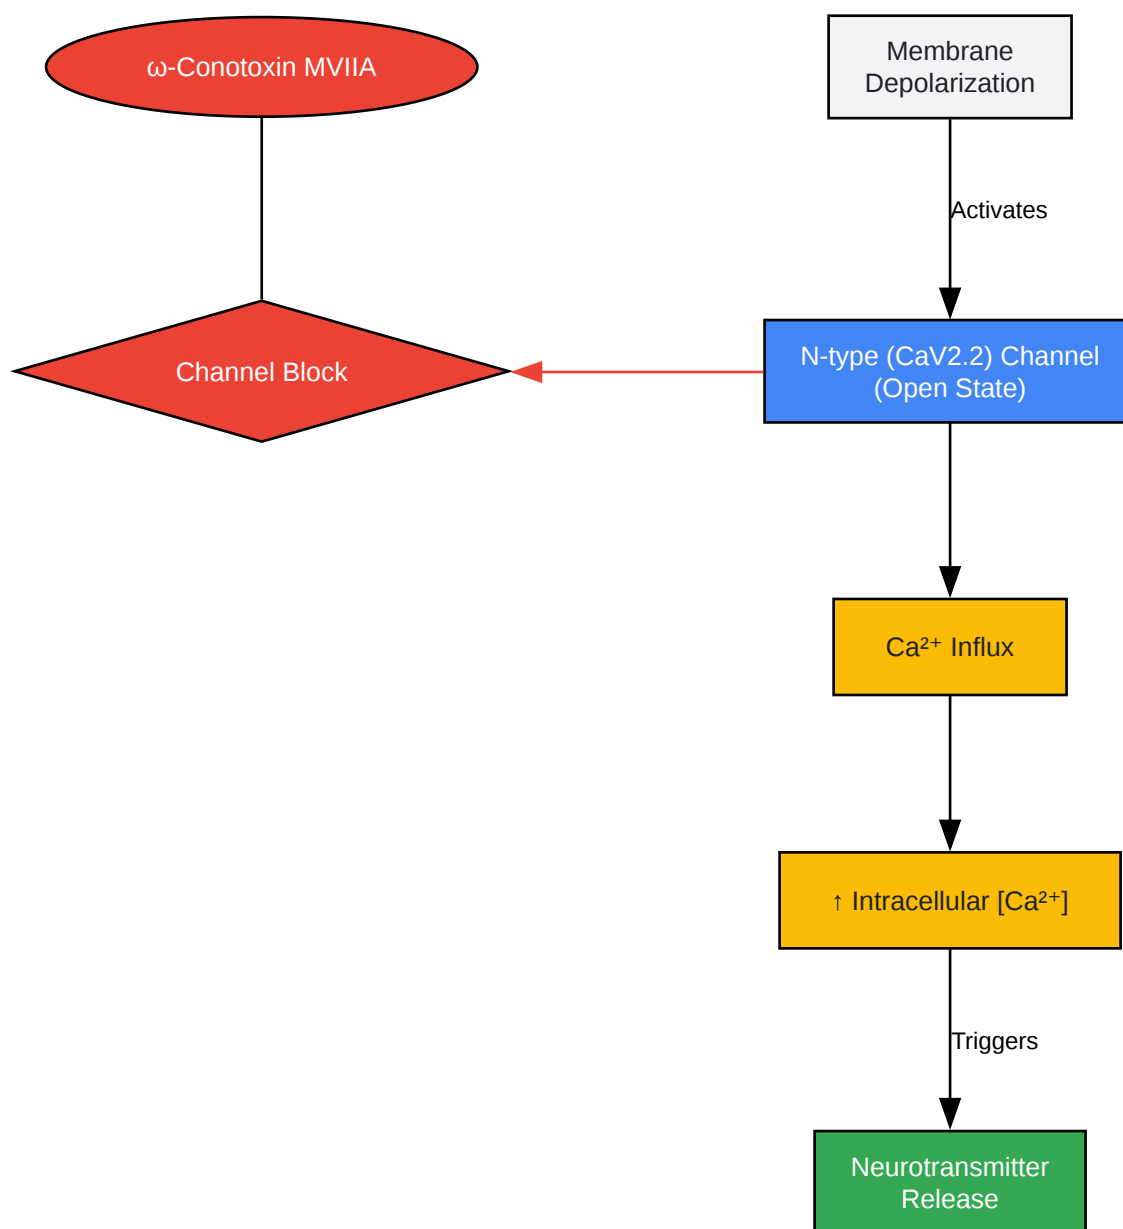 ω-Conotoxin MVIIA
Membrane
Depolarization
Activates
Channel Block
N-type (CaV2.2) Channel
(Open State)
Ca²⁺ Influx
↑ Intracellular [Ca²⁺]
Triggers
Neurotransmitter
Release